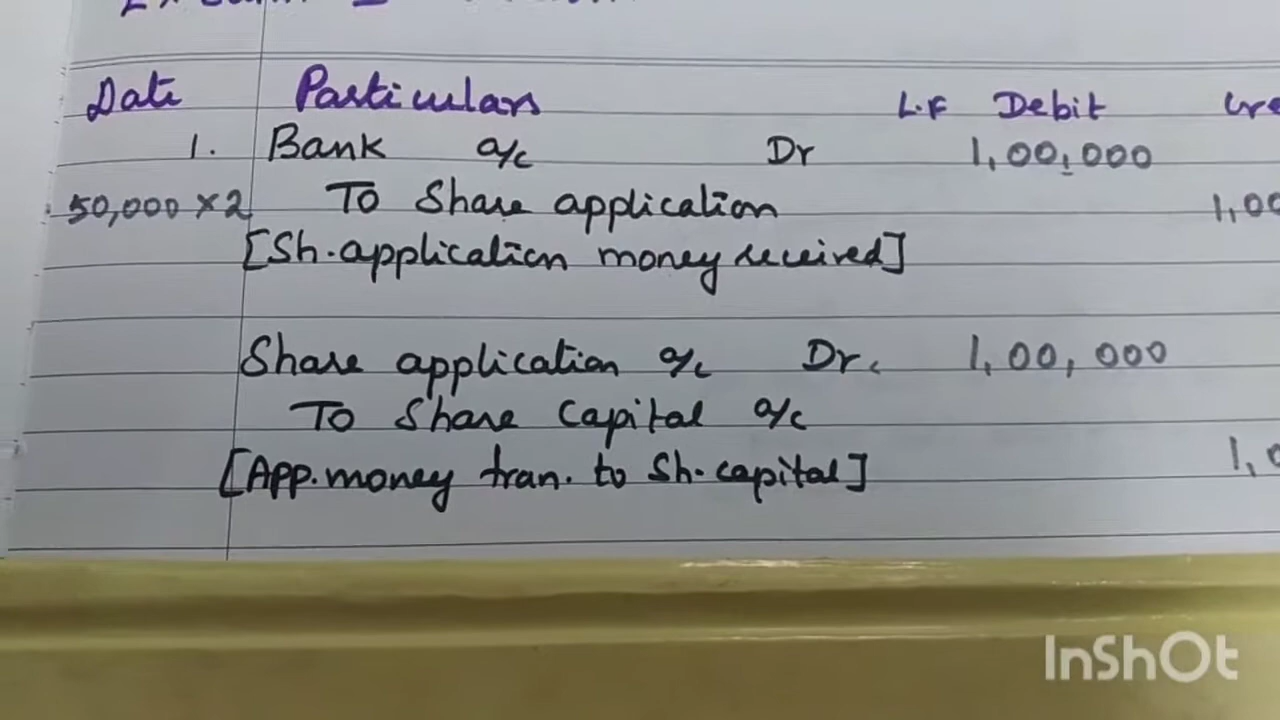 Date Particulars L.F Debit
1. Bank a/c Dr 1,00,000
50,000 × 2 To Share application
[Sh. application money received]
Share application a/c Dr. 1,00,000
To Share Capital a/c
[App. money tran. to Sh. capital]
InShOt